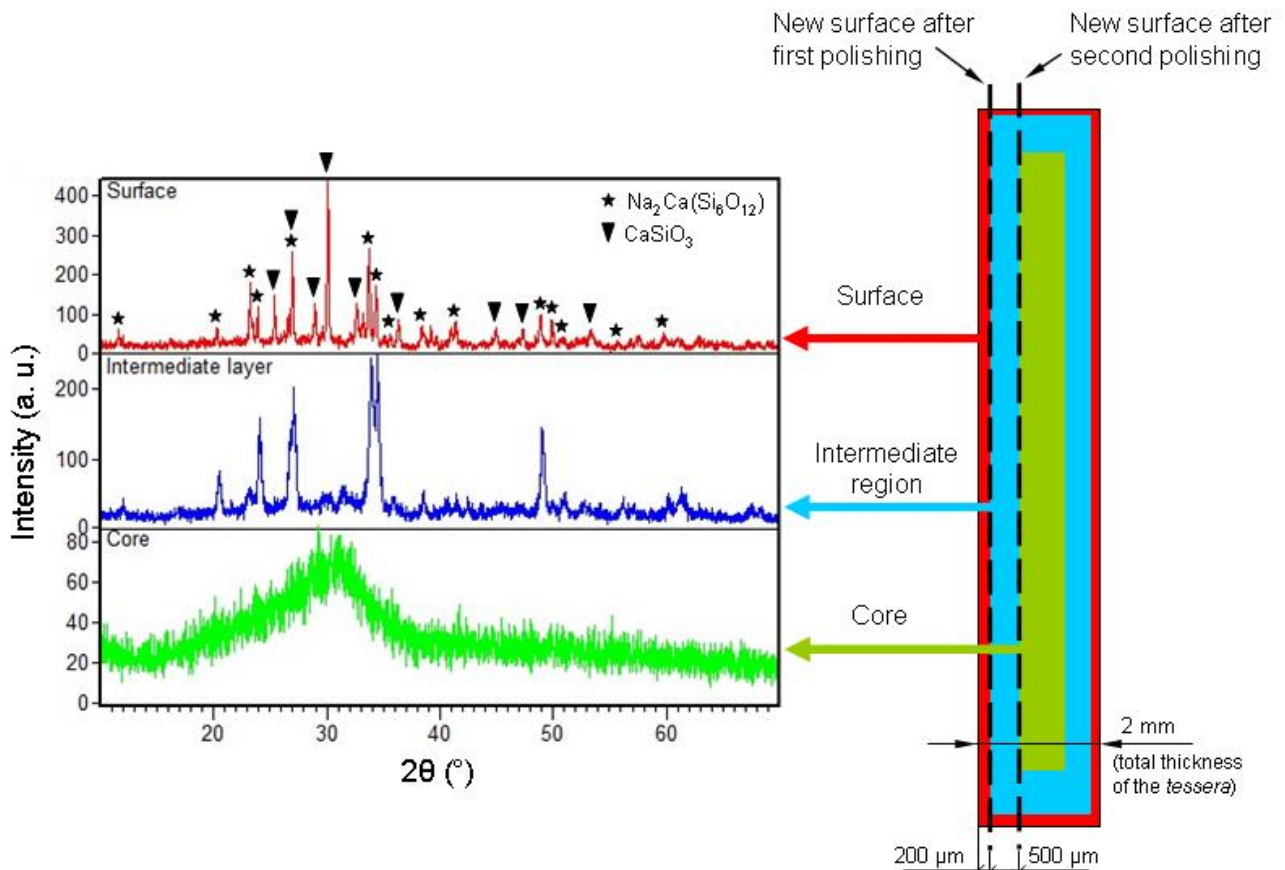 New surface after
first polishing
New surface after
second polishing
Surface
400
300
200
100
0
★ Na₂Ca(Si₆O₁₂)
▼ CaSiO₃
Surface
Intermediate layer
200
100
0
Intermediate
region
Core
80
60
40
20
0
Core
Intensity (a. u.)
20
30
40
50
60
2θ (°)
2 mm
(total thickness
of the tessera)
200 µm
500 µm